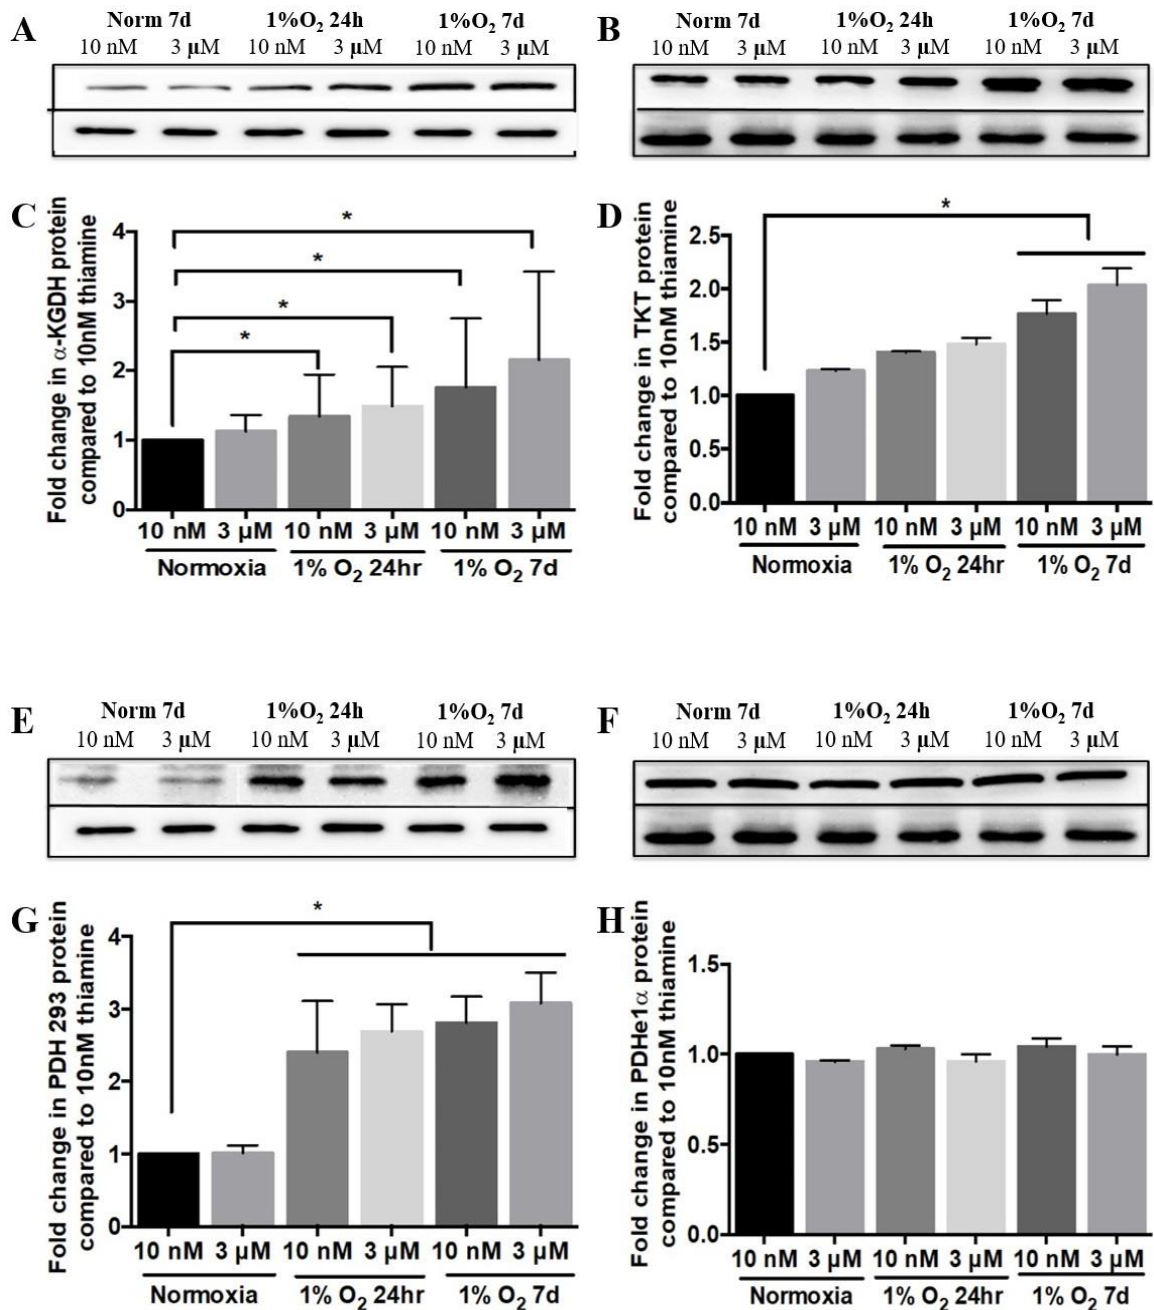 A
Norm 7d 1%O₂ 24h 1%O₂ 7d
10 nM 3 µM 10 nM 3 µM 10 nM 3 µM
B
Norm 7d 1%O₂ 24h 1%O₂ 7d
10 nM 3 µM 10 nM 3 µM 10 nM 3 µM
C
Fold change in α-KGDH protein
compared to 10nM thiamine
4
3
2
1
0
*
*
*
*
10 nM 3 µM 10 nM 3 µM 10 nM 3 µM
Normoxia 1% O₂ 24hr 1% O₂ 7d
D
Fold change in TKT protein
compared to 10nM thiamine
2.5
2.0
1.5
1.0
0.5
0.0
*
10 nM 3 µM 10 nM 3 µM 10 nM 3 µM
Normoxia 1% O₂ 24hr 1% O₂ 7d
E
Norm 7d 1%O₂ 24h 1%O₂ 7d
10 nM 3 µM 10 nM 3 µM 10 nM 3 µM
F
Norm 7d 1%O₂ 24h 1%O₂ 7d
10 nM 3 µM 10 nM 3 µM 10 nM 3 µM
G
Fold change in PDH 293 protein
compared to 10nM thiamine
4
3
2
1
0
*
10 nM 3 µM 10 nM 3 µM 10 nM 3 µM
Normoxia 1% O₂ 24hr 1% O₂ 7d
H
Fold change in PDHe1α protein
compared to 10nM thiamine
1.5
1.0
0.5
0.0
10 nM 3 µM 10 nM 3 µM 10 nM 3 µM
Normoxia 1% O₂ 24hr 1% O₂ 7d